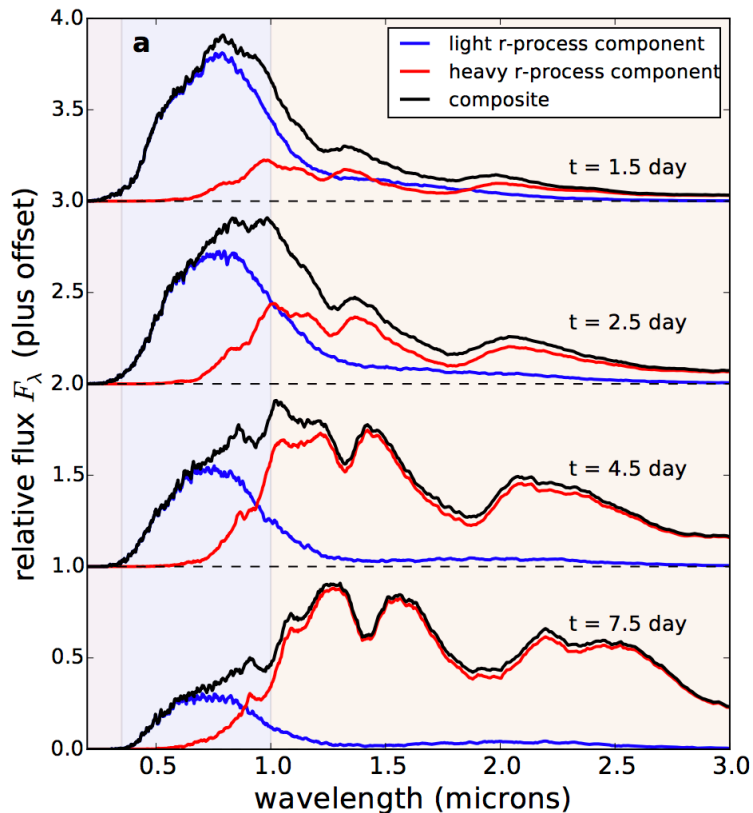 a
light r-process component
heavy r-process component
composite
t = 1.5 day
t = 2.5 day
t = 4.5 day
t = 7.5 day
4.0
3.5
3.0
2.5
2.0
1.5
1.0
0.5
0.0
relative flux F_λ (plus offset)
0.5 1.0 1.5 2.0 2.5 3.0
wavelength (microns)